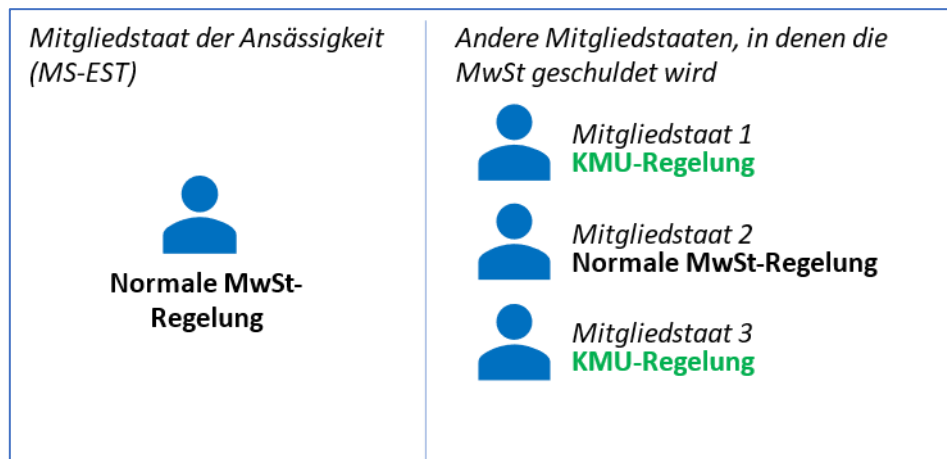 Mitgliedstaat der Ansässigkeit
(MS-EST)
Normale MwSt-
Regelung
Andere Mitgliedstaaten, in denen die
MwSt geschuldet wird
Mitgliedstaat 1
KMU-Regelung
Mitgliedstaat 2
Normale MwSt-Regelung
Mitgliedstaat 3
KMU-Regelung